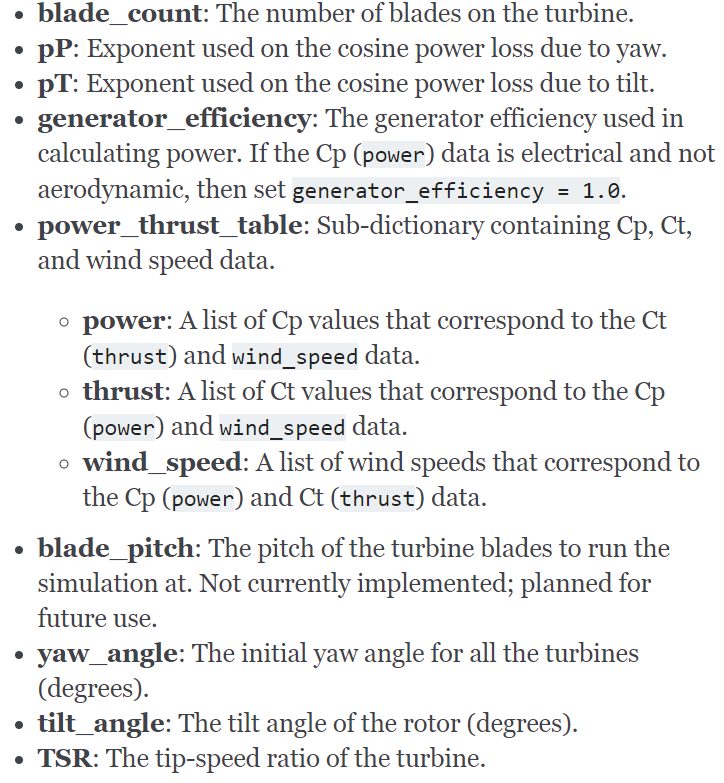 blade_count: The number of blades on the turbine.
pP: Exponent used on the cosine power loss due to yaw.
pT: Exponent used on the cosine power loss due to tilt.
generator_efficiency: The generator efficiency used in
calculating power. If the Cp (power) data is electrical and not
aerodynamic, then set generator_efficiency = 1.0.
power_thrust_table: Sub-dictionary containing Cp, Ct,
and wind speed data.
power: A list of Cp values that correspond to the Ct
(thrust) and wind_speed data.
thrust: A list of Ct values that correspond to the Cp
(power) and wind_speed data.
wind_speed: A list of wind speeds that correspond to
the Cp (power) and Ct (thrust) data.
blade_pitch: The pitch of the turbine blades to run the
simulation at. Not currently implemented; planned for
future use.
yaw_angle: The initial yaw angle for all the turbines
(degrees).
tilt_angle: The tilt angle of the rotor (degrees).
TSR: The tip-speed ratio of the turbine.